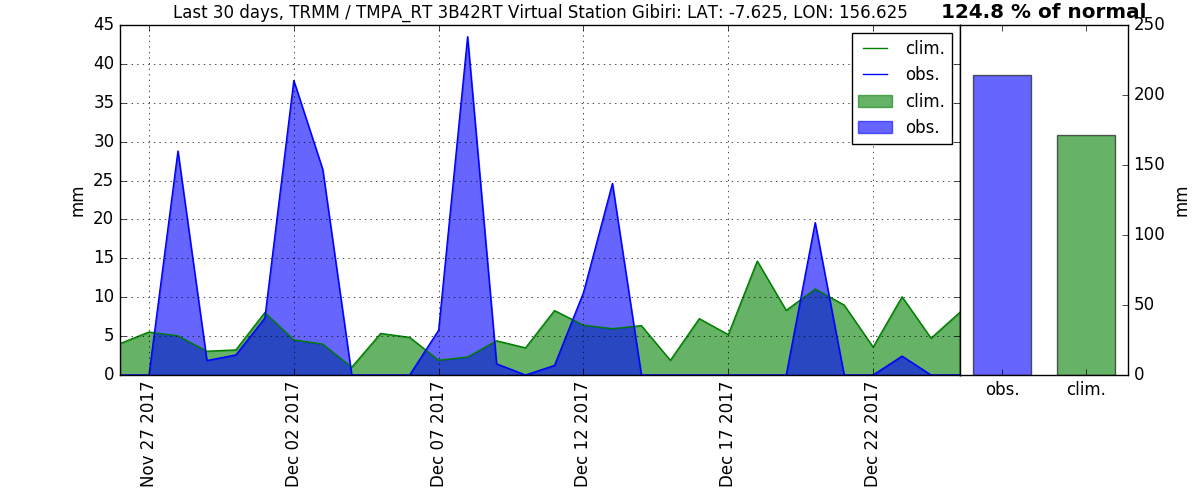 Last 30 days, TRMM / TMPA_RT 3B42RT Virtual Station Gibiri: LAT: -7.625, LON: 156.625
124.8 % of normal
45
40
35
30
25
20
15
10
5
0
mm
clim.
obs.
clim.
obs.
Nov 27 2017
Dec 02 2017
Dec 07 2017
Dec 12 2017
Dec 17 2017
Dec 22 2017
250
200
150
100
50
0
mm
obs.
clim.